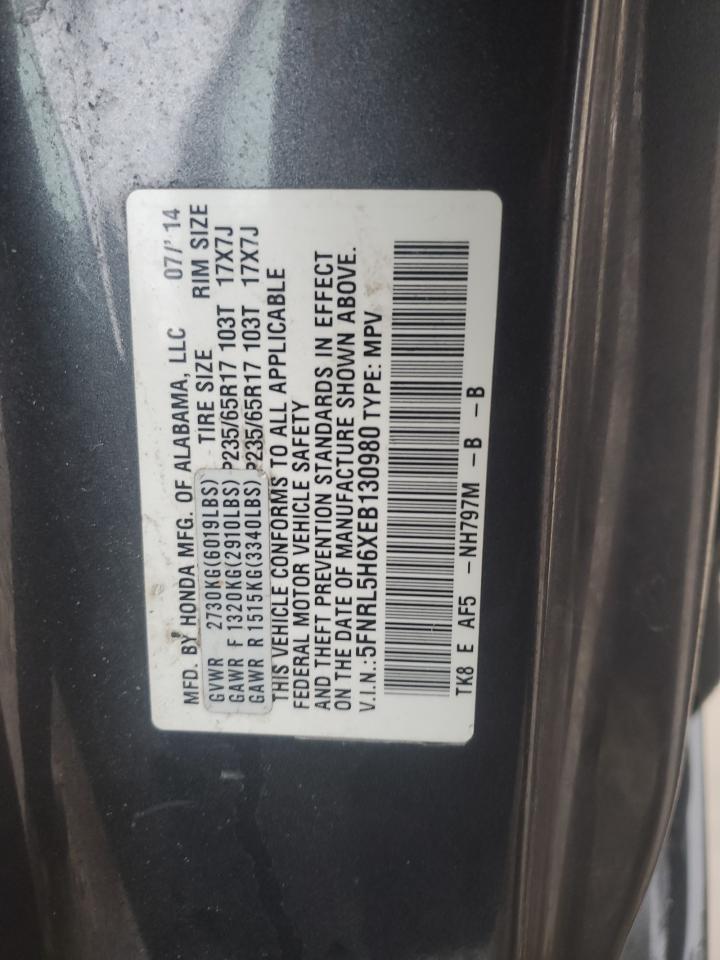 MFD. BY HONDA MFG. OF ALABAMA, LLC 07/'14
GVWR 2730KG(6019LBS) TIRE SIZE RIM SIZE
GAWR F 1320KG(2910LBS) P235/65R17 103T 17X7J
GAWR R 1515KG(3340LBS) P235/65R17 103T 17X7J
THIS VEHICLE CONFORMS TO ALL APPLICABLE
FEDERAL MOTOR VEHICLE SAFETY
AND THEFT PREVENTION STANDARDS IN EFFECT
ON THE DATE OF MANUFACTURE SHOWN ABOVE.
V.I.N.:5FNRL5H6XEB130980 TYPE: MPV
TK8 E AF5 -NH797M -B -B